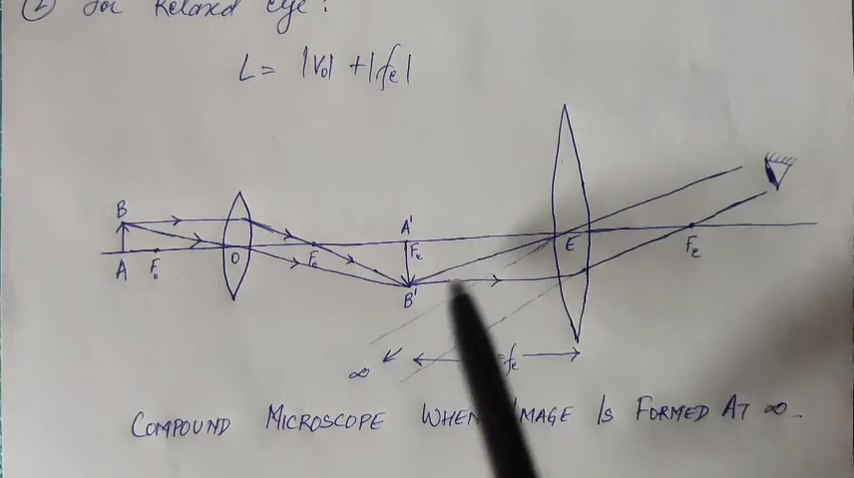 ② For Relaxed eye:
L = |v₀| + |fₑ|
B
A'
A F₀ O F₀ Fₑ E Fₑ
B'
∞ fₑ
COMPOUND MICROSCOPE WHEN IMAGE IS FORMED AT ∞.